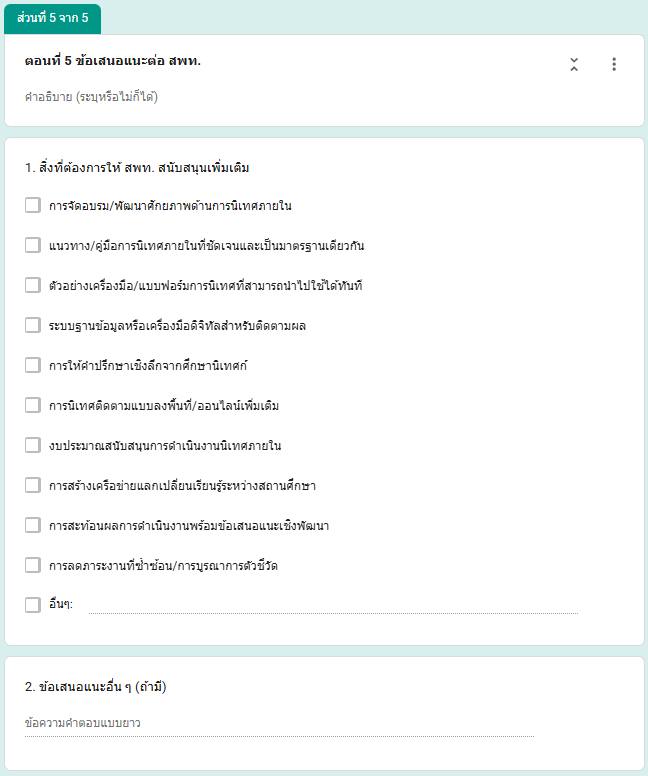 ส่วนที่ 5 จาก 5
ตอนที่ 5 ข้อเสนอแนะต่อ สพท.
คำอธิบาย (ระบุหรือไม่ก็ได้)
1. สิ่งที่ต้องการให้ สพท. สนับสนุนเพิ่มเติม
การจัดอบรม/พัฒนาศักยภาพด้านการนิเทศภายใน
แนวทาง/คู่มือการนิเทศภายในที่ชัดเจนและเป็นมาตรฐานเดียวกัน
ตัวอย่างเครื่องมือ/แบบฟอร์มการนิเทศที่สามารถนำไปใช้ได้ทันที
ระบบฐานข้อมูลหรือเครื่องมือดิจิทัลสำหรับติดตามผล
การให้คำปรึกษาเชิงลึกจากศึกษานิเทศก์
การนิเทศติดตามแบบลงพื้นที่/ออนไลน์เพิ่มเติม
งบประมาณสนับสนุนการดำเนินงานนิเทศภายใน
การสร้างเครือข่ายแลกเปลี่ยนเรียนรู้ระหว่างสถานศึกษา
การสะท้อนผลการดำเนินงานพร้อมข้อเสนอแนะเชิงพัฒนา
การลดภาระงานที่ซ้ำซ้อน/การบูรณาการตัวชี้วัด
อื่นๆ:
2. ข้อเสนอแนะอื่น ๆ (ถ้ามี)
ข้อความคำตอบแบบยาว